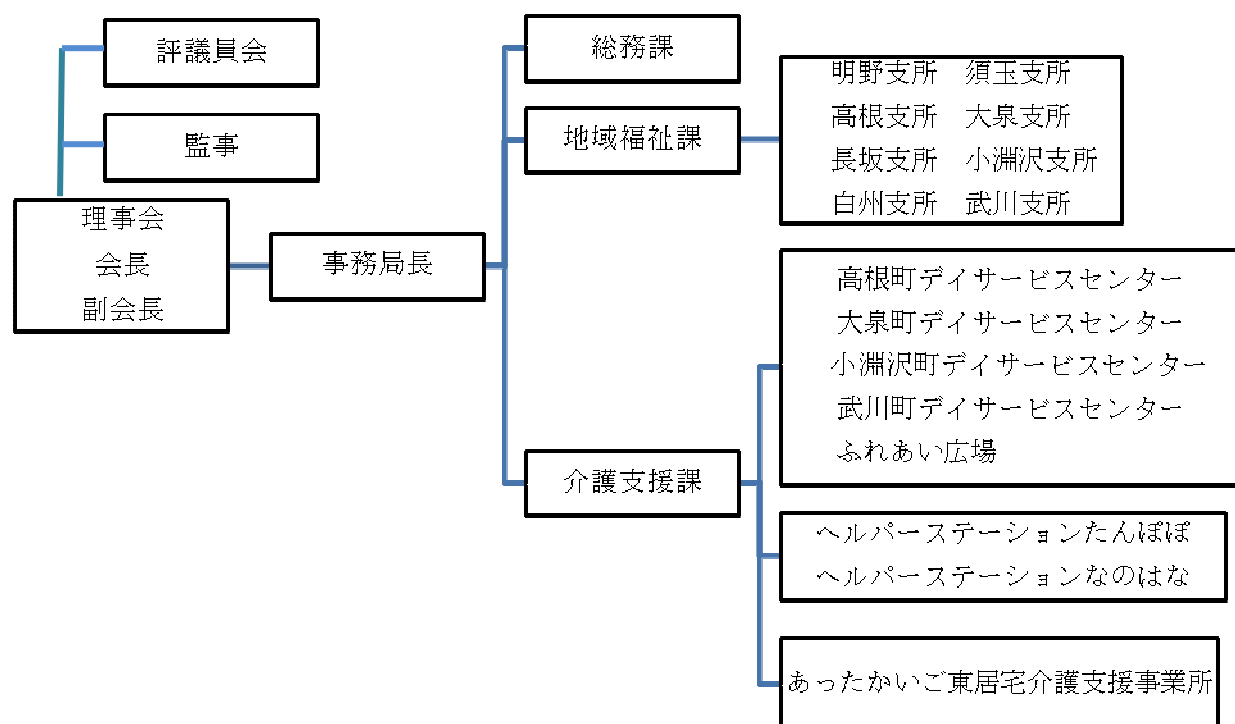 評議員会
監事
理事会
会長
副会長
事務局長
総務課
地域福祉課
介護支援課
明野支所　須玉支所
高根支所　大泉支所
長坂支所　小淵沢支所
白州支所　武川支所
高根町デイサービスセンター
大泉町デイサービスセンター
小淵沢町デイサービスセンター
武川町デイサービスセンター
ふれあい広場
ヘルパーステーションたんぽぽ
ヘルパーステーションなのはな
あったかいご東居宅介護支援事業所